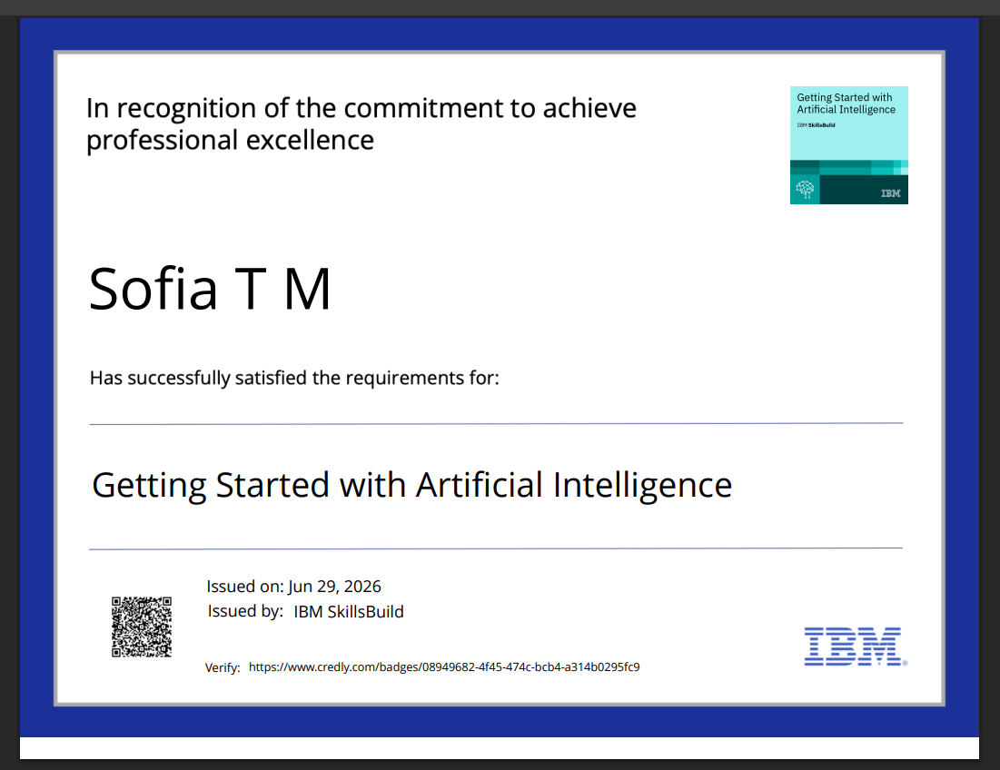 In recognition of the commitment to achieve
professional excellence
Getting Started with
Artificial Intelligence
IBM SkillsBuild
IBM
Sofia T M
Has successfully satisfied the requirements for:
Getting Started with Artificial Intelligence
Issued on: Jun 29, 2026
Issued by: IBM SkillsBuild
Verify: https://www.credly.com/badges/08949682-4f45-474c-bcb4-a314b0295fc9
IBM®